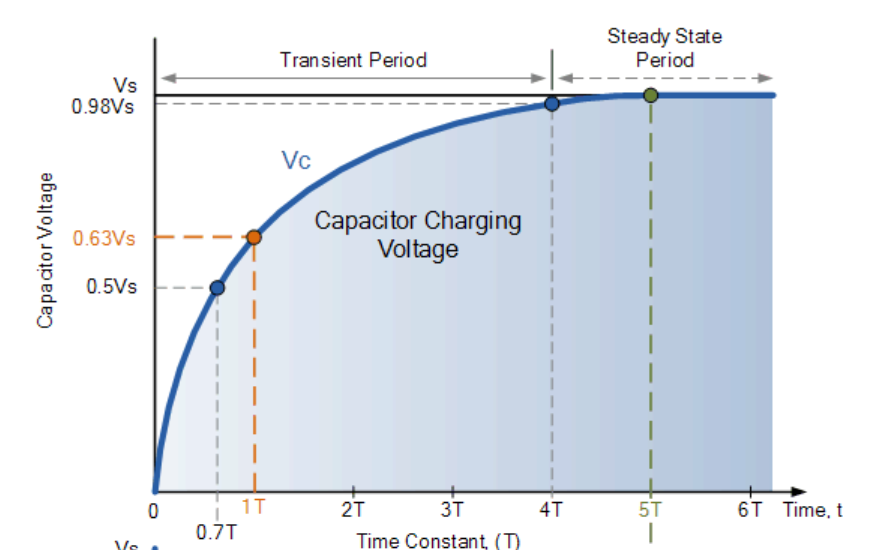 Steady State
Period
Transient Period
Vs
0.98Vs
Vc
Capacitor Charging
Voltage
0.63Vs
0.5Vs
Capacitor Voltage
0
0.7T
1T
2T
3T
4T
5T
6T
Time, t
Time Constant, (T)
Vs